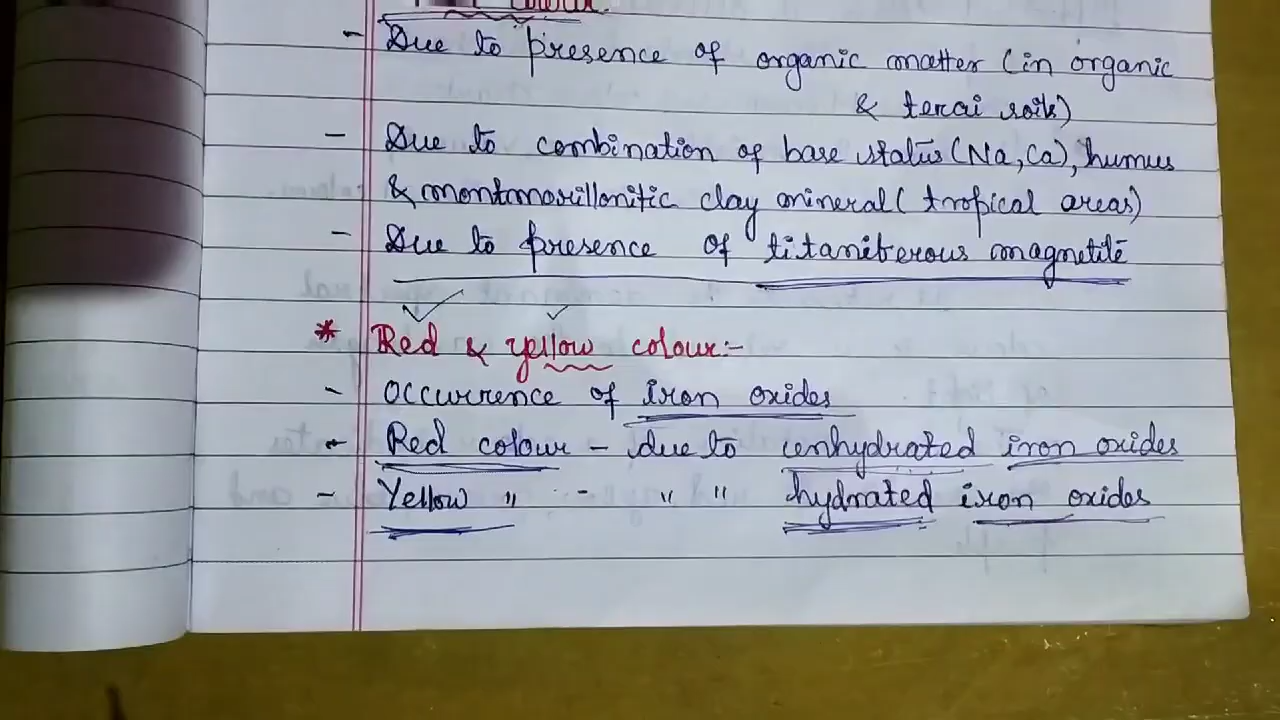 colour
- Due to presence of organic matter (in organic
& terai soils)
- Due to combination of base status (Na, Ca), humus
& montmorillonitic clay mineral ( tropical areas)
- Due to presence of titaniferous magnetite
* Red & yellow colour:-
- Occurrence of iron oxides
- Red colour - due to unhydrated iron oxides
- Yellow " - " " hydrated iron oxides